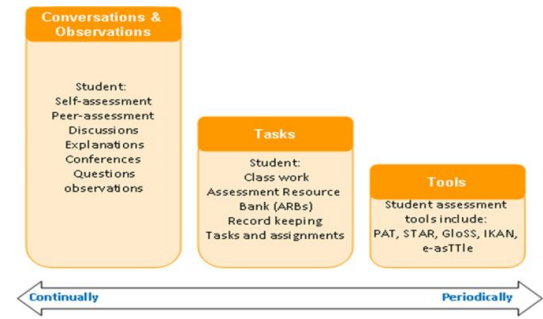 Conversations &
Observations
Student:
Self-assessment
Peer-assessment
Discussions
Explanations
Conferences
Questions
observations
Tasks
Student:
Class work
Assessment Resource
Bank (ARBs)
Record keeping
Tasks and assignments
Tools
Student assessment
tools include:
PAT, STAR, GloSS, IKAN,
e-asTTle
Continually
Periodically